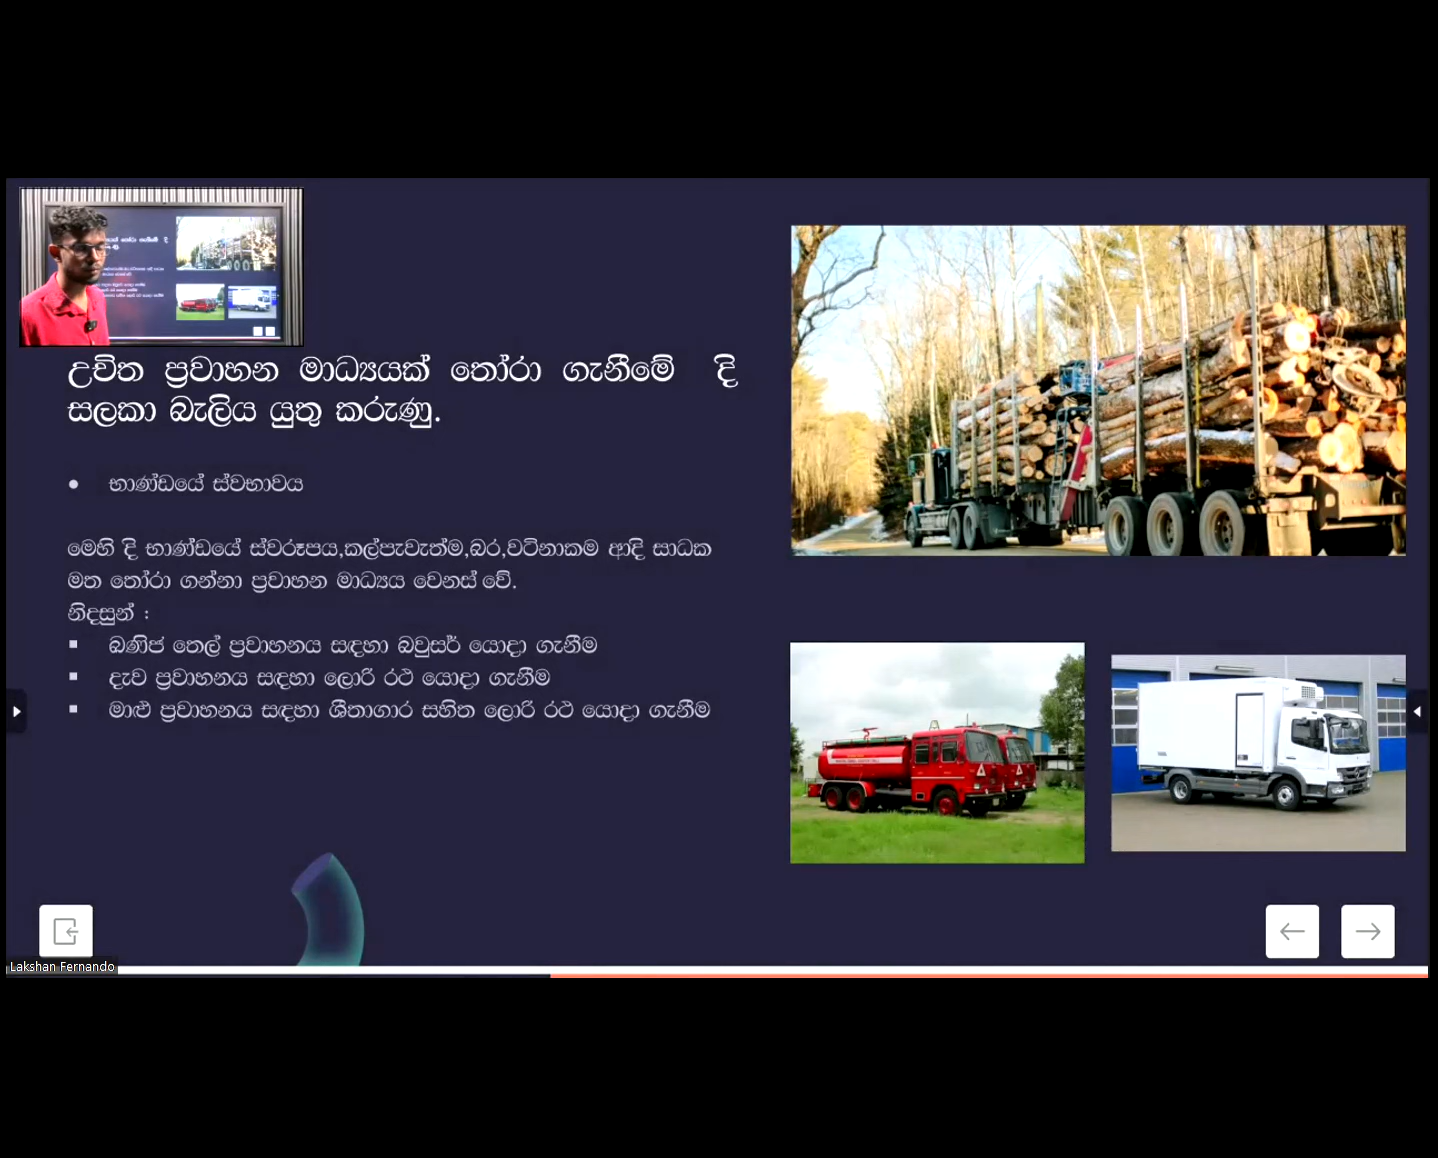 උචිත ප්‍රවාහන මාධ්‍යයක් තෝරා ගැනීමේ දි
සලකා බැලිය යුතු කරුණු.
● භාණ්ඩයේ ස්වභාවය
මෙහි දි භාණ්ඩයේ ස්වරූපය,කල්පැවැත්ම,බර,වටිනාකම ආදි සාධක
මත තෝරා ගන්නා ප්‍රවාහන මාධ්‍යය වෙනස් වේ.
නිදසුන් :
▪ ඛණිජ තෙල් ප්‍රවාහනය සඳහා බවුසර් යොදා ගැනීම
▪ දැව ප්‍රවාහනය සඳහා ලොරි රථ යොදා ගැනීම
▪ මාළු ප්‍රවාහනය සඳහා ශීතාගාර සහිත ලොරි රථ යොදා ගැනීම
Lakshan Fernando